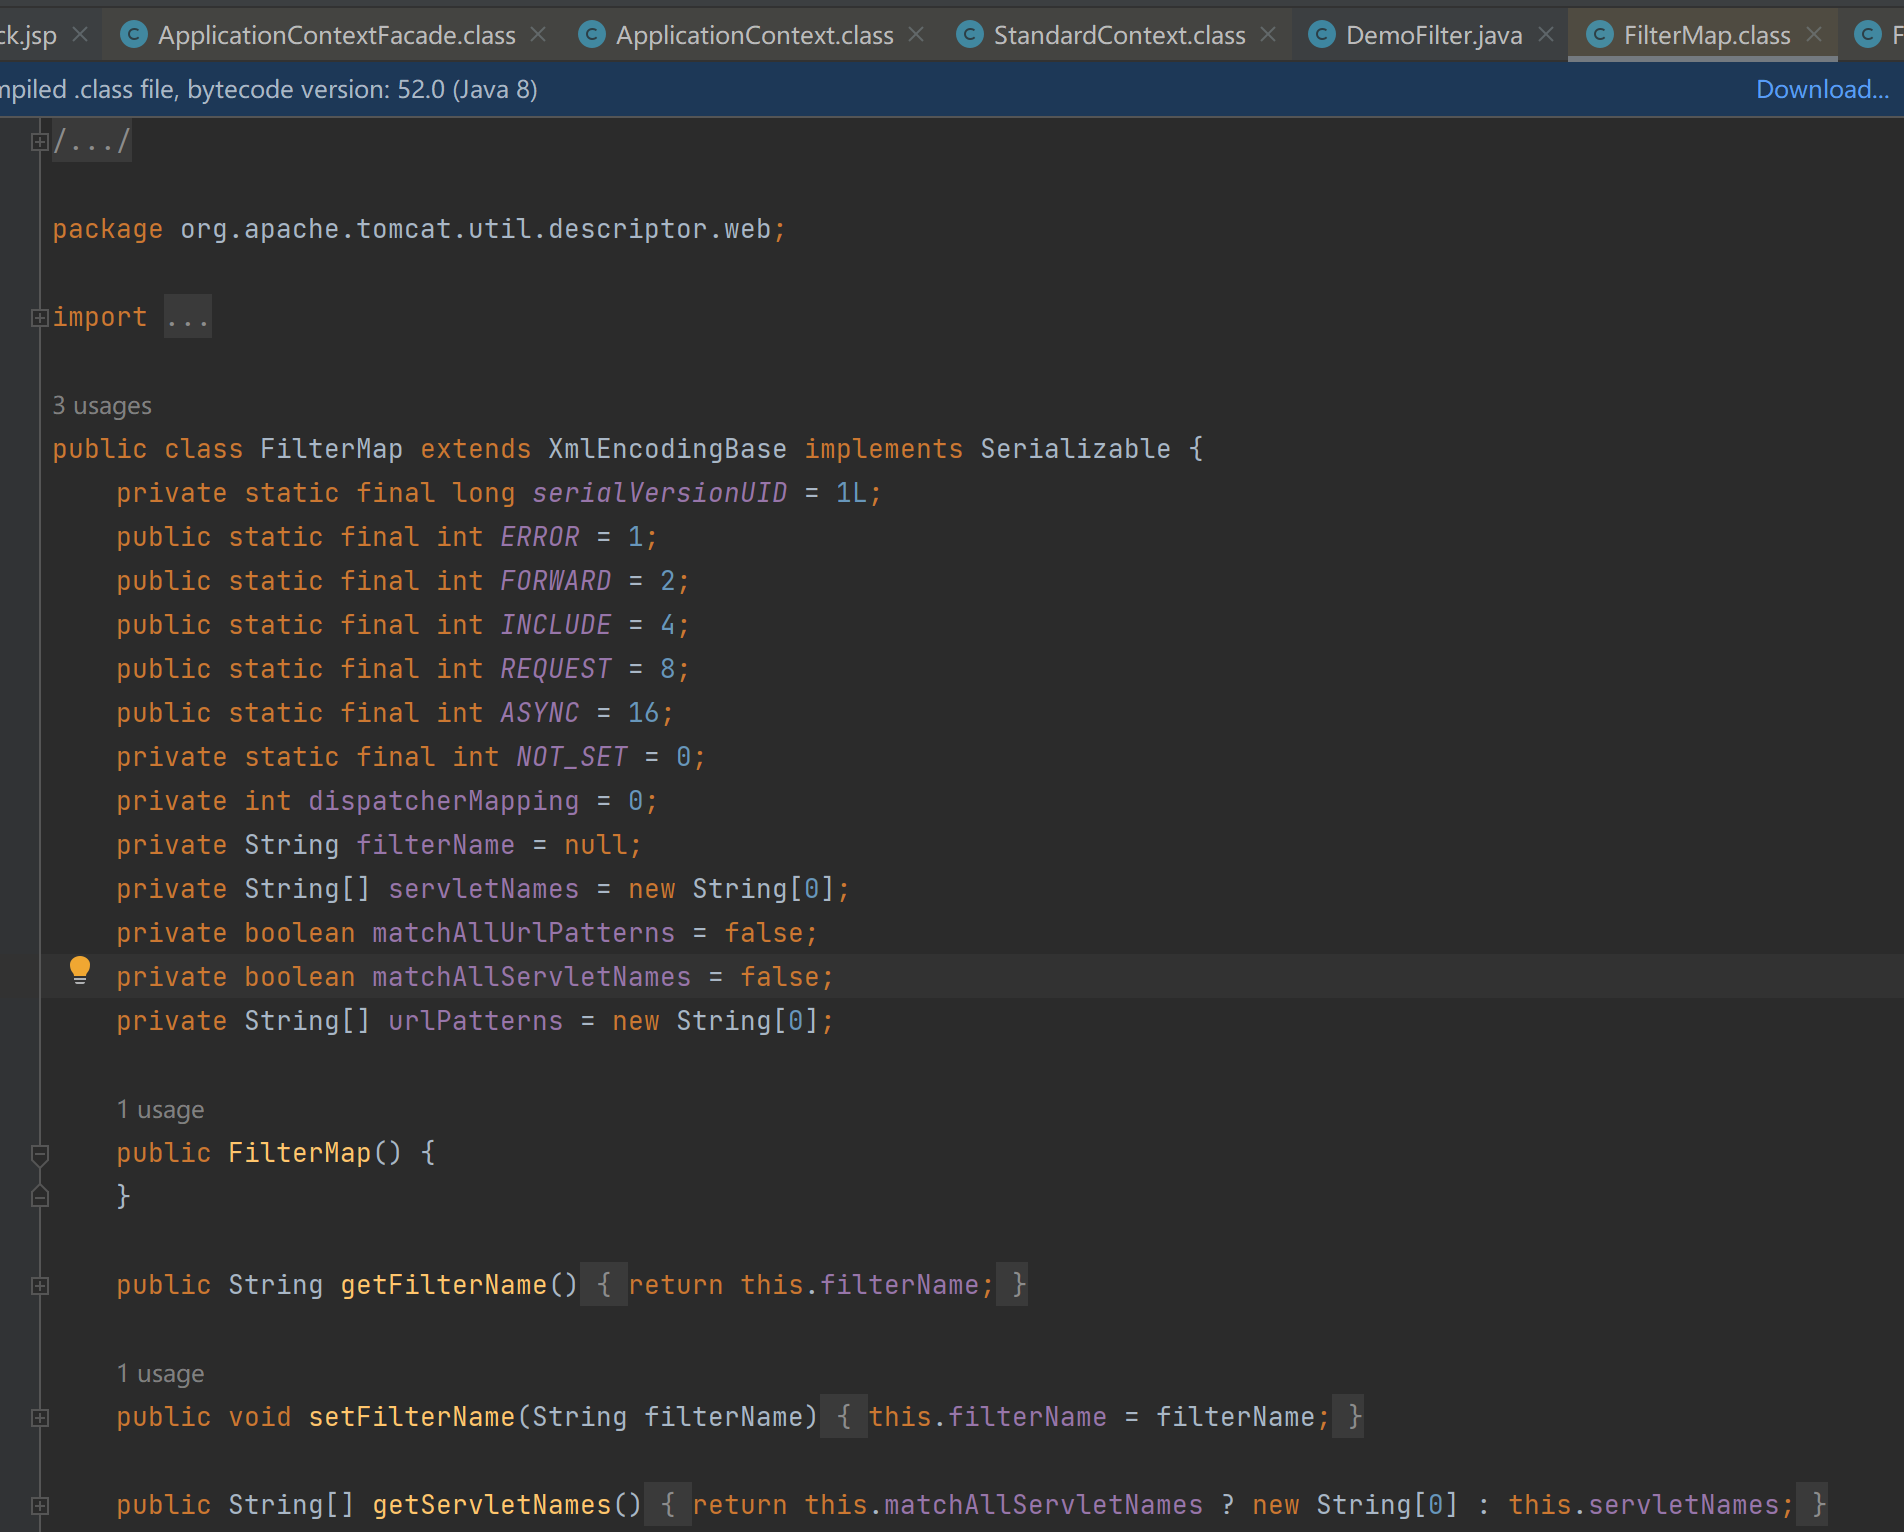 ck.jsp ApplicationContextFacade.class ApplicationContext.class StandardContext.class DemoFilter.java FilterMap.class F
mpiled .class file, bytecode version: 52.0 (Java 8) Download...
/.../
package org.apache.tomcat.util.descriptor.web;
import ...
3 usages
public class FilterMap extends XmlEncodingBase implements Serializable {
private static final long serialVersionUID = 1L;
public static final int ERROR = 1;
public static final int FORWARD = 2;
public static final int INCLUDE = 4;
public static final int REQUEST = 8;
public static final int ASYNC = 16;
private static final int NOT_SET = 0;
private int dispatcherMapping = 0;
private String filterName = null;
private String[] servletNames = new String[0];
private boolean matchAllUrlPatterns = false;
private boolean matchAllServletNames = false;
private String[] urlPatterns = new String[0];
1 usage
public FilterMap() {
}
public String getFilterName() { return this.filterName; }
1 usage
public void setFilterName(String filterName) { this.filterName = filterName; }
public String[] getServletNames() { return this.matchAllServletNames ? new String[0] : this.servletNames; }